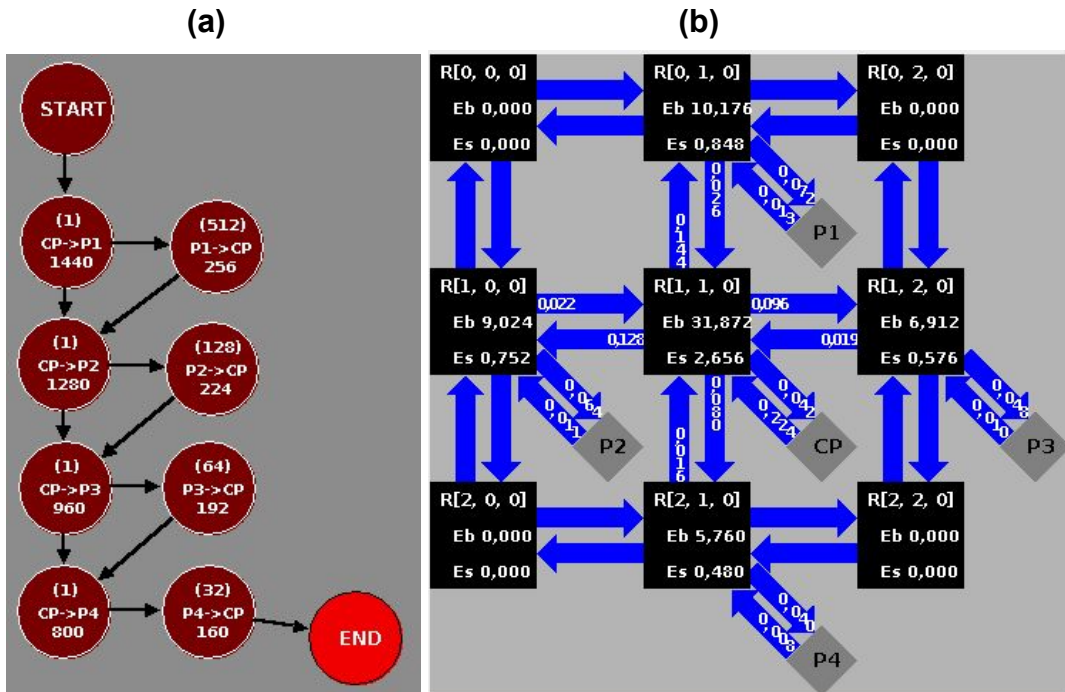 (a)
(b)
START
(1)
CP->P1
1440
(512)
P1->CP
256
(1)
CP->P2
1280
(128)
P2->CP
224
(1)
CP->P3
960
(64)
P3->CP
192
(1)
CP->P4
800
(32)
P4->CP
160
END
R[0, 0, 0]
Eb 0,000
Es 0,000
R[0, 1, 0]
Eb 10,176
Es 0,848
R[0, 2, 0]
Eb 0,000
Es 0,000
0,026
0,144
0,072
0,013
P1
R[1, 0, 0]
Eb 9,024
Es 0,752
0,022
0,128
R[1, 1, 0]
Eb 31,872
Es 2,656
0,096
0,019
R[1, 2, 0]
Eb 6,912
Es 0,576
0,064
0,011
P2
0,016
0,080
0,042
0,224
CP
0,048
0,010
P3
R[2, 0, 0]
Eb 0,000
Es 0,000
R[2, 1, 0]
Eb 5,760
Es 0,480
R[2, 2, 0]
Eb 0,000
Es 0,000
0,040
0,008
P4